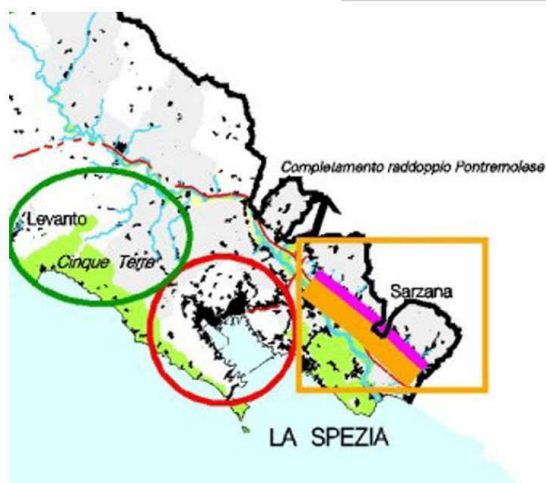 Completamento raddoppio Pontremolese
Levanto
Cinque Terre
Sarzana
LA SPEZIA